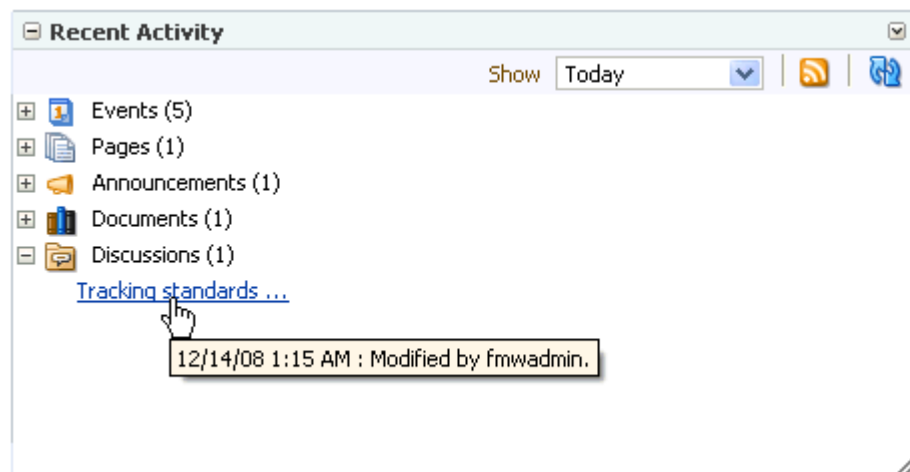 Recent Activity
Show Today
Events (5)
Pages (1)
Announcements (1)
Documents (1)
Discussions (1)
Tracking standards ...
12/14/08 1:15 AM : Modified by fmwadmin.